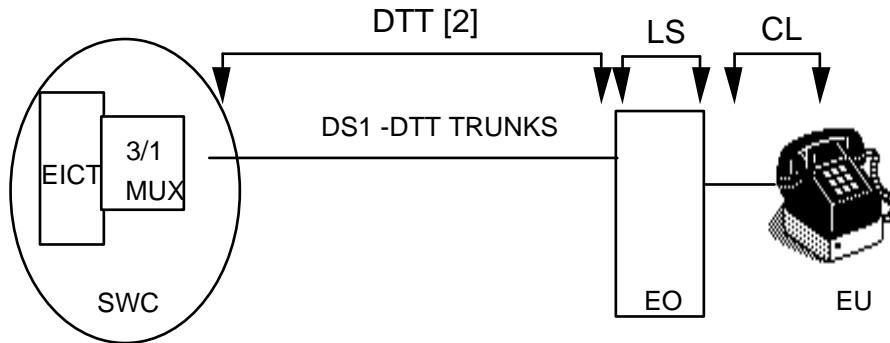 DTT [2]
LS
CL
DS1 -DTT TRUNKS
EICT
3/1
MUX
SWC
EO
EU